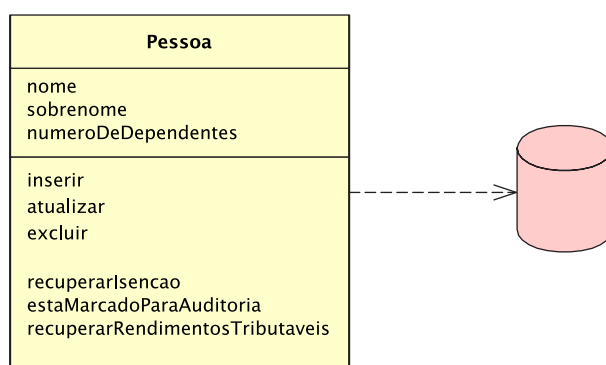 Pessoa
nome
sobrenome
numeroDeDependentes
inserir
atualizar
excluir
recuperarIsencao
estaMarcadoParaAuditoria
recuperarRendimentosTributaveis